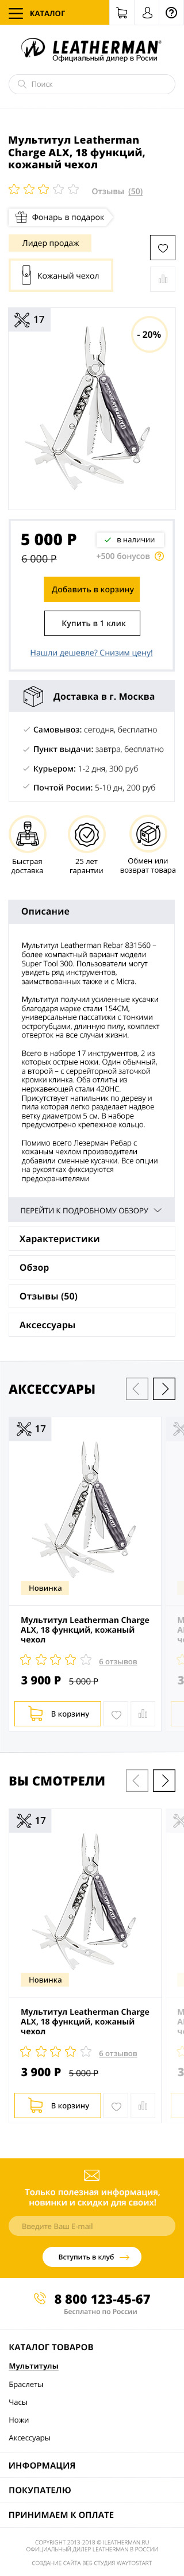 КАТАЛОГ
LEATHERMAN
Официальный дилер в России
Поиск
Мультитул Leatherman
Charge ALX, 18 функций,
кожаный чехол
Отзывы (50)
Фонарь в подарок
Лидер продаж
Кожаный чехол
17
- 20%
5 000 Р
в наличии
6 000 Р
+500 бонусов
Добавить в корзину
Купить в 1 клик
Нашли дешевле? Снизим цену!
Доставка в г. Москва
Самовывоз: сегодня, бесплатно
Пункт выдачи: завтра, бесплатно
Курьером: 1-2 дня, 300 руб
Почтой Росии: 5-10 дн, 200 руб
Быстрая
доставка
25 лет
гарантии
Обмен или
возврат товара
Описание
Мультитул Leatherman Rebar 831560 –
более компактный вариант модели
Super Tool 300. Пользователи могут
увидеть ряд инструментов,
заимствованных также и с Micra.
Мультитул получил усиленные кусачки
благодаря марке стали 154CM,
универсальные пассатижи с тонкими
острогубцами, длинную пилу, комплект
отверток на все случаи жизни.
Всего в наборе 17 инструментов, 2 из
которых острые ножи. Один обычный,
а второй – с серрейторной заточкой
кромки клинка. Оба отлиты из
нержавеющей стали 420HC.
Присутствует напильник по дереву и
пила которая легко разделает надвое
ветку диаметром 5 см. В наборе
предусмотрено крепежное кольцо.
Помимо всего Лезерман Ребар с
кожаным чехлом производители
добавили сменные кусачки. Все опции
на рукоятках фиксируются
предохранителями
ПЕРЕЙТИ К ПОДРОБНОМУ ОБЗОРУ
Характеристики
Обзор
Отзывы (50)
Аксессуары
АКСЕССУАРЫ
17
Новинка
Мультитул Leatherman Charge
ALX, 18 функций, кожаный
чехол
6 отзывов
3 900 Р 5 000 Р
В корзину
ВЫ СМОТРЕЛИ
17
Новинка
Мультитул Leatherman Charge
ALX, 18 функций, кожаный
чехол
6 отзывов
3 900 Р 5 000 Р
В корзину
Только полезная информация,
новинки и скидки для своих!
Введите Ваш E-mail
Вступить в клуб
8 800 123-45-67
Бесплатно по России
КАТАЛОГ ТОВАРОВ
Мультитулы
Браслеты
Часы
Ножи
Аксессуары
ИНФОРМАЦИЯ
ПОКУПАТЕЛЮ
ПРИНИМАЕМ К ОПЛАТЕ
COPYRIGHT 2013-2018 © ILEATHERMAN.RU
ОФИЦИАЛЬНЫЙ ДИЛЕР LEATHERMAN В РОССИИ
СОЗДАНИЕ САЙТА ВЕБ СТУДИЯ WAYTOSTART